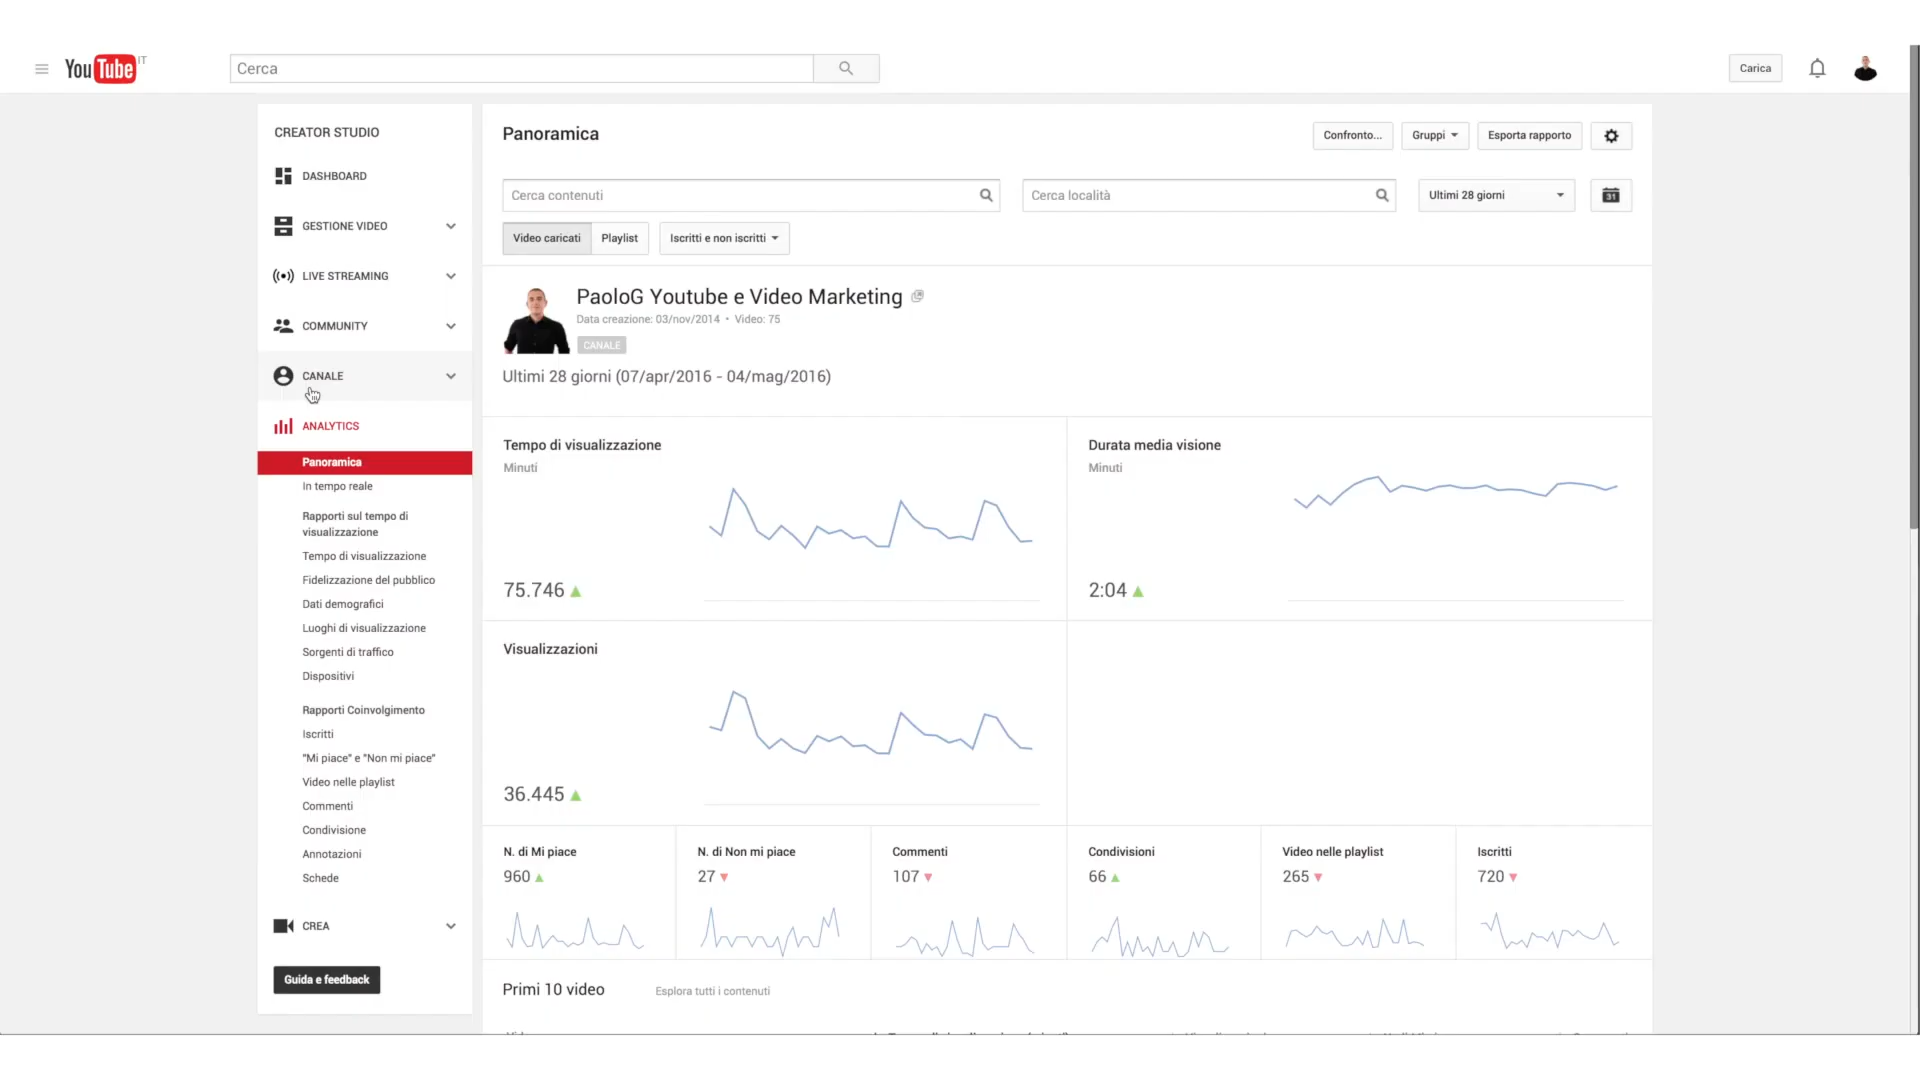 YouTube IT
Cerca
Carica
CREATOR STUDIO
DASHBOARD
GESTIONE VIDEO
LIVE STREAMING
COMMUNITY
CANALE
ANALYTICS
Panoramica
In tempo reale
Rapporti sul tempo di
visualizzazione
Tempo di visualizzazione
Fidelizzazione del pubblico
Dati demografici
Luoghi di visualizzazione
Sorgenti di traffico
Dispositivi
Rapporti Coinvolgimento
Iscritti
"Mi piace" e "Non mi piace"
Video nelle playlist
Commenti
Condivisione
Annotazioni
Schede
CREA
Guida e feedback
Panoramica
Confronto...
Gruppi
Esporta rapporto
Cerca contenuti
Cerca località
Ultimi 28 giorni
31
Video caricati
Playlist
Iscritti e non iscritti
PaoloG Youtube e Video Marketing
Data creazione: 03/nov/2014 • Video: 75
CANALE
Ultimi 28 giorni (07/apr/2016 - 04/mag/2016)
Tempo di visualizzazione
Minuti
75.746
Durata media visione
Minuti
2:04
Visualizzazioni
36.445
N. di Mi piace
960
N. di Non mi piace
27
Commenti
107
Condivisioni
66
Video nelle playlist
265
Iscritti
720
Primi 10 video
Esplora tutti i contenuti